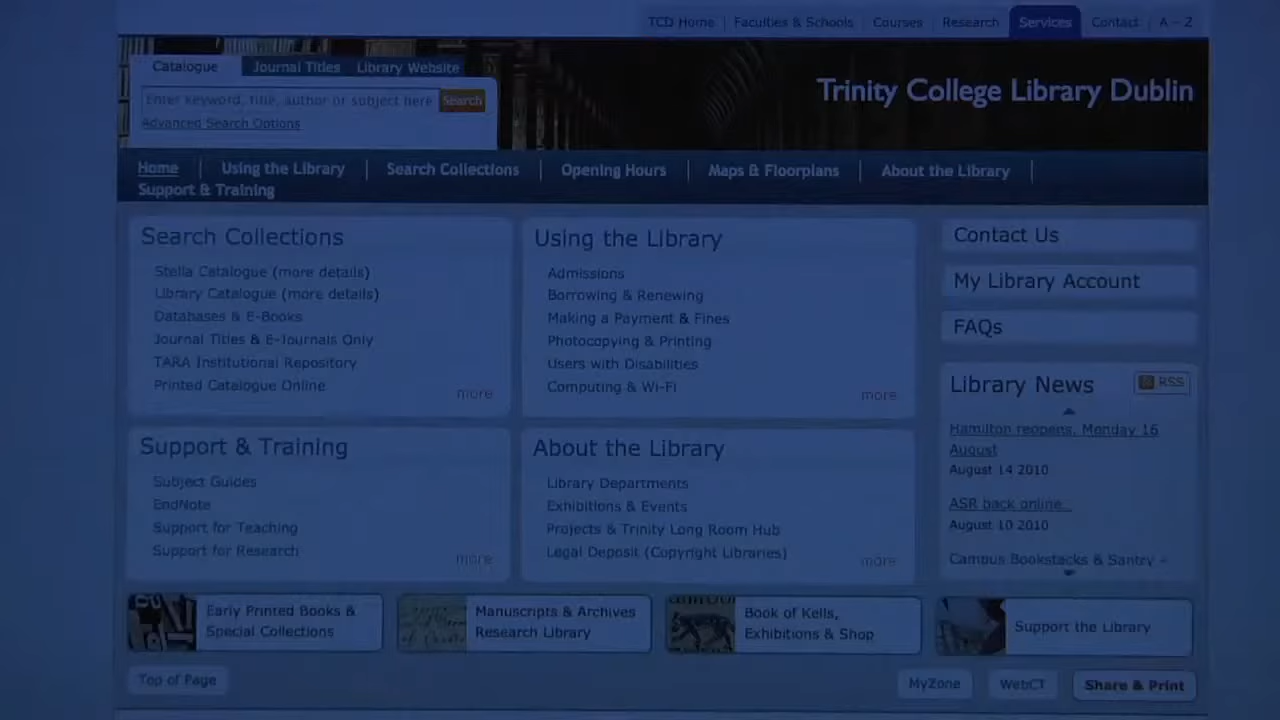 TCD Home
Faculties & Schools
Courses
Research
Services
Contact
A – Z
Catalogue
Journal Titles
Library Website
Enter keyword, title, author or subject here
Search
Advanced Search Options
Trinity College Library Dublin
Home
Using the Library
Search Collections
Opening Hours
Maps & Floorplans
About the Library
Support & Training
Search Collections
Stella Catalogue (more details)
Library Catalogue (more details)
Databases & E-Books
Journal Titles & E-Journals Only
TARA Institutional Repository
Printed Catalogue Online
more
Using the Library
Admissions
Borrowing & Renewing
Making a Payment & Fines
Photocopying & Printing
Users with Disabilities
Computing & Wi-Fi
more
Support & Training
Subject Guides
EndNote
Support for Teaching
Support for Research
more
About the Library
Library Departments
Exhibitions & Events
Projects & Trinity Long Room Hub
Legal Deposit (Copyright Libraries)
more
Contact Us
My Library Account
FAQs
Library News
RSS
Hamilton reopens, Monday 16
August
August 14 2010
ASR back online..
August 10 2010
Campus Bookstacks & Santry -
Early Printed Books &
Special Collections
Manuscripts & Archives
Research Library
Book of Kells,
Exhibitions & Shop
Support the Library
Top of Page
MyZone
WebCT
Share & Print